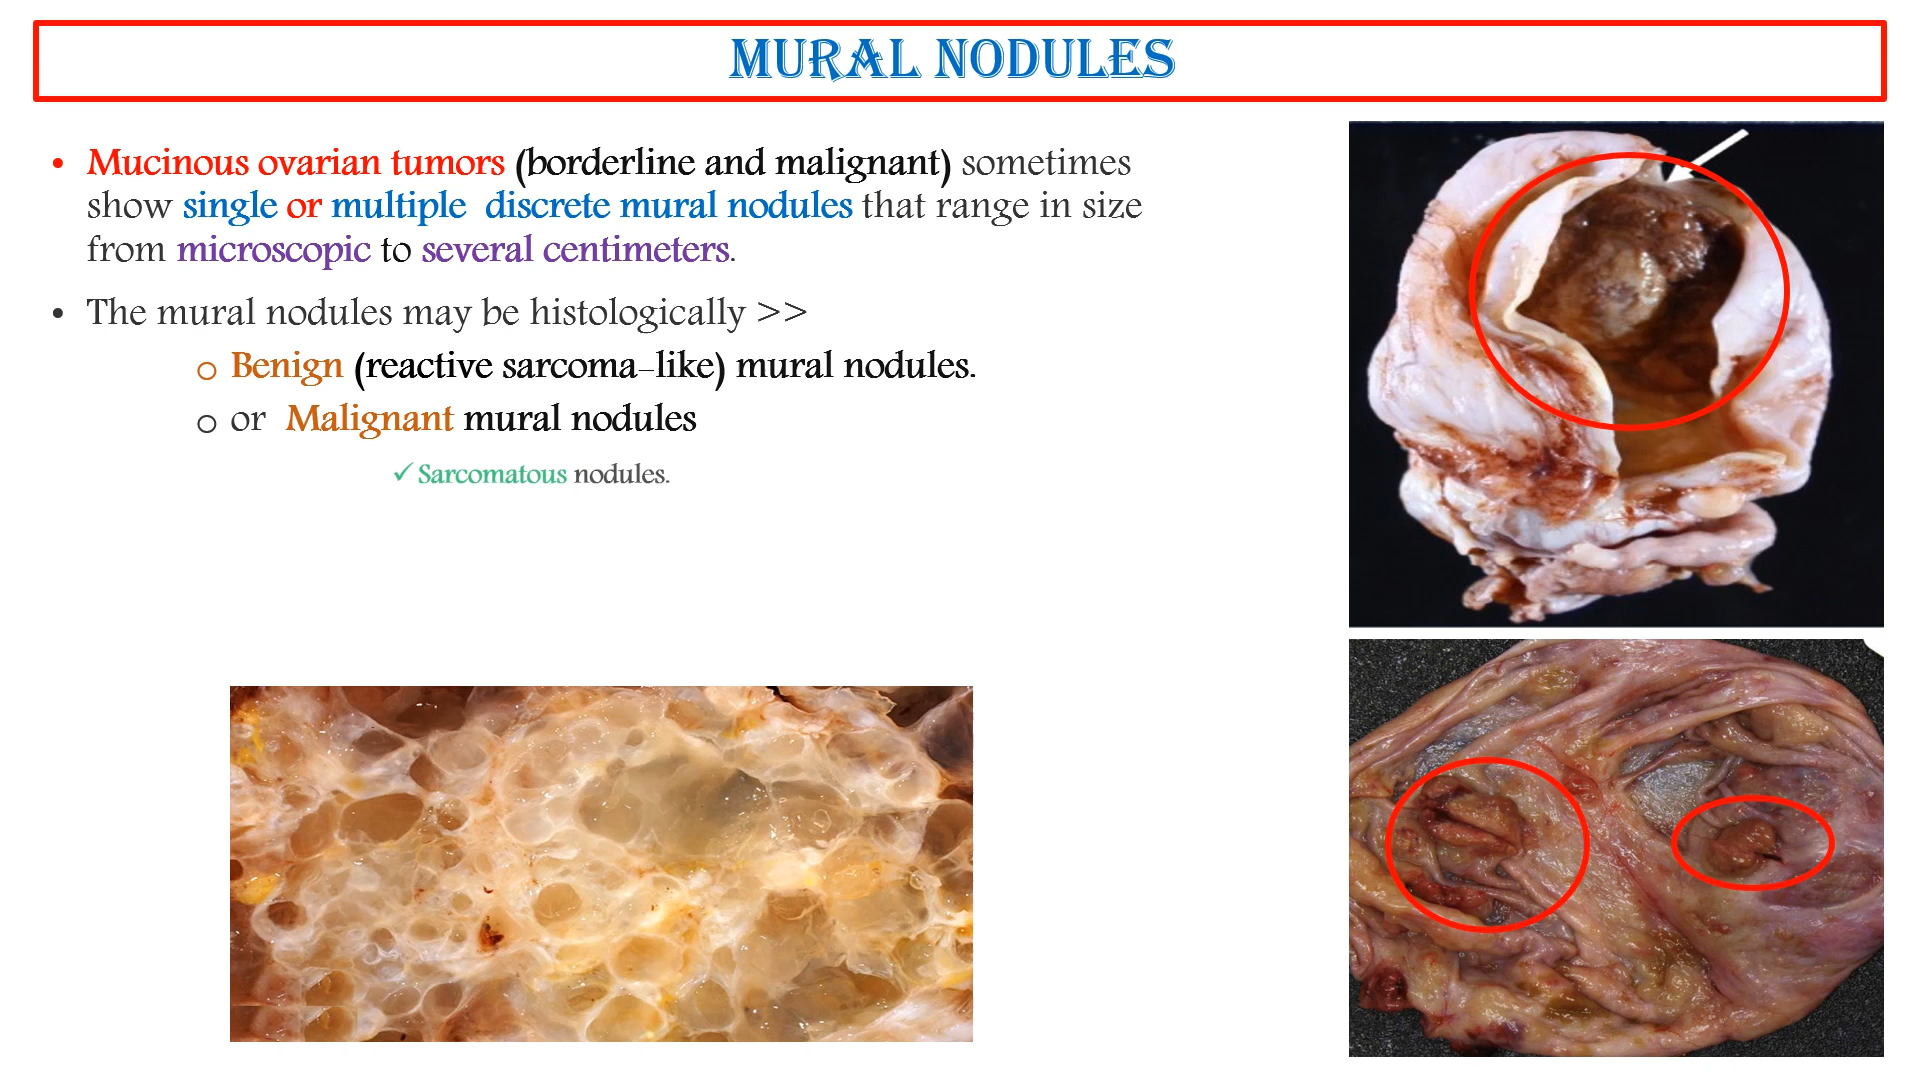 MURAL NODULES
• Mucinous ovarian tumors (borderline and malignant) sometimes
show single or multiple discrete mural nodules that range in size
from microscopic to several centimeters.
• The mural nodules may be histologically >>
o Benign (reactive sarcoma-like) mural nodules.
o or Malignant mural nodules
✓ Sarcomatous nodules.